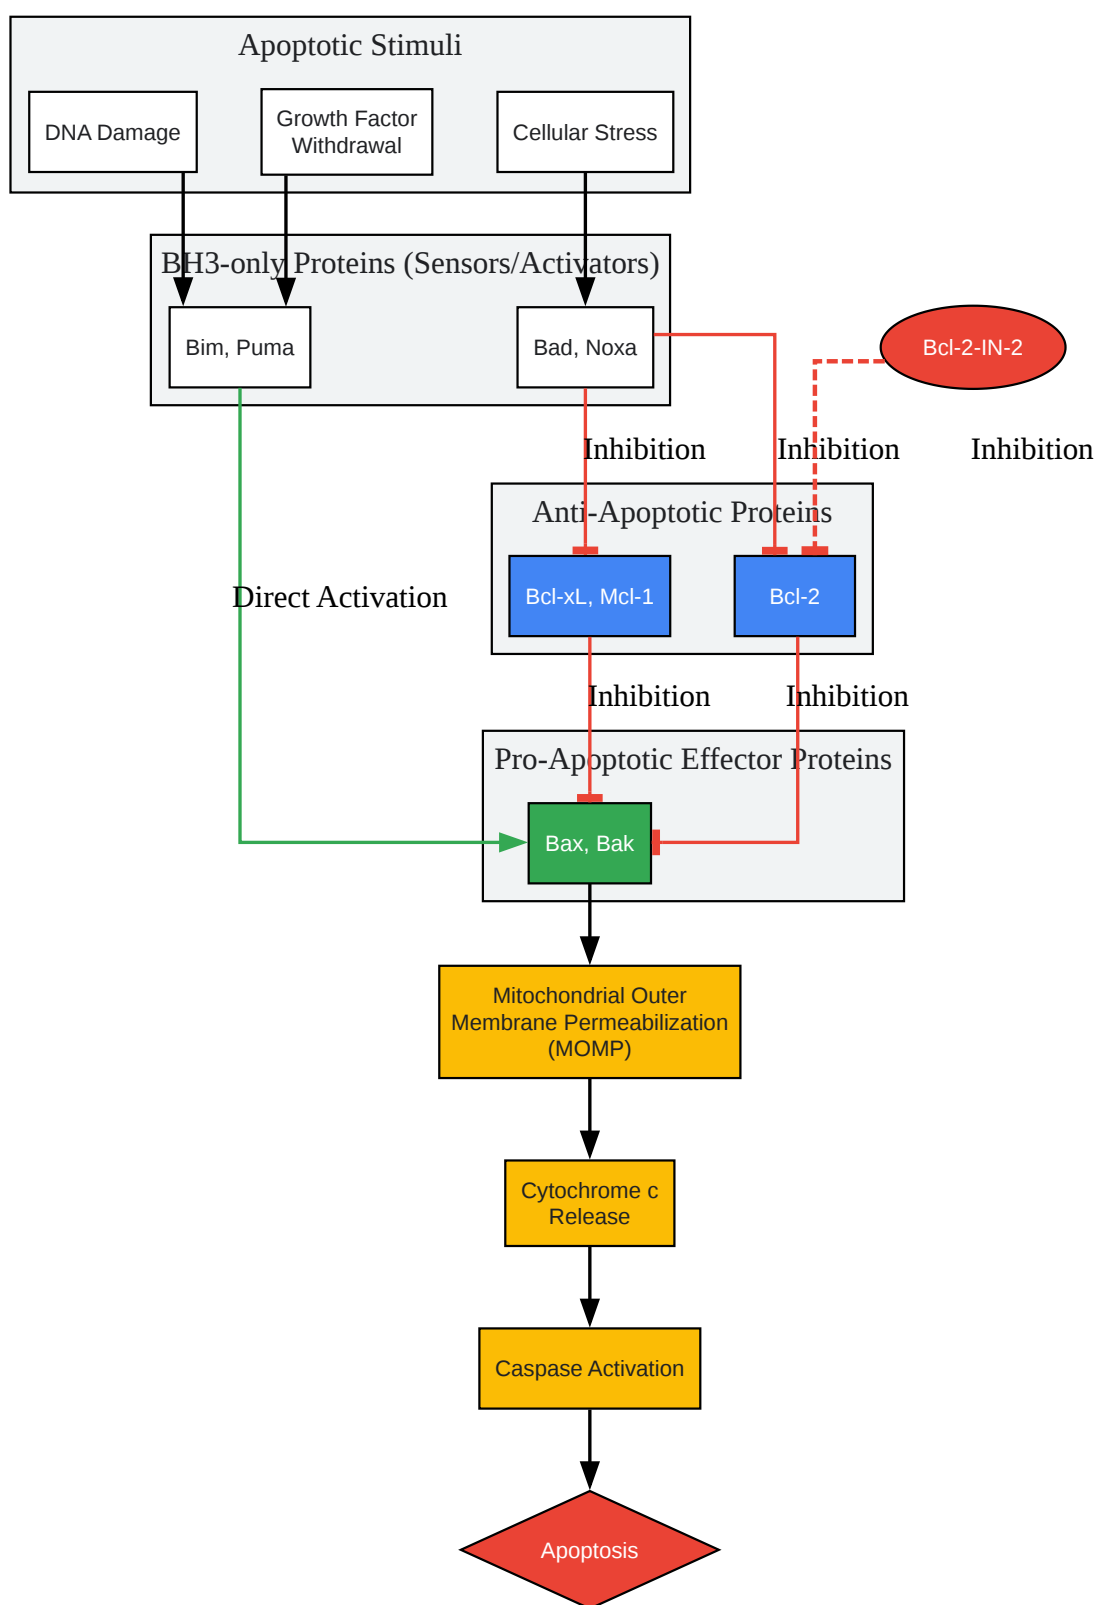 Apoptotic Stimuli
DNA Damage
Growth Factor
Withdrawal
Cellular Stress
BH3-only Proteins (Sensors/Activators)
Bim, Puma
Bad, Noxa
Bcl-2-IN-2
Inhibition
Inhibition
Inhibition
Anti-Apoptotic Proteins
Direct Activation
Bcl-xL, Mcl-1
Bcl-2
Inhibition
Inhibition
Pro-Apoptotic Effector Proteins
Bax, Bak
Mitochondrial Outer
Membrane Permeabilization
(MOMP)
Cytochrome c
Release
Caspase Activation
Apoptosis